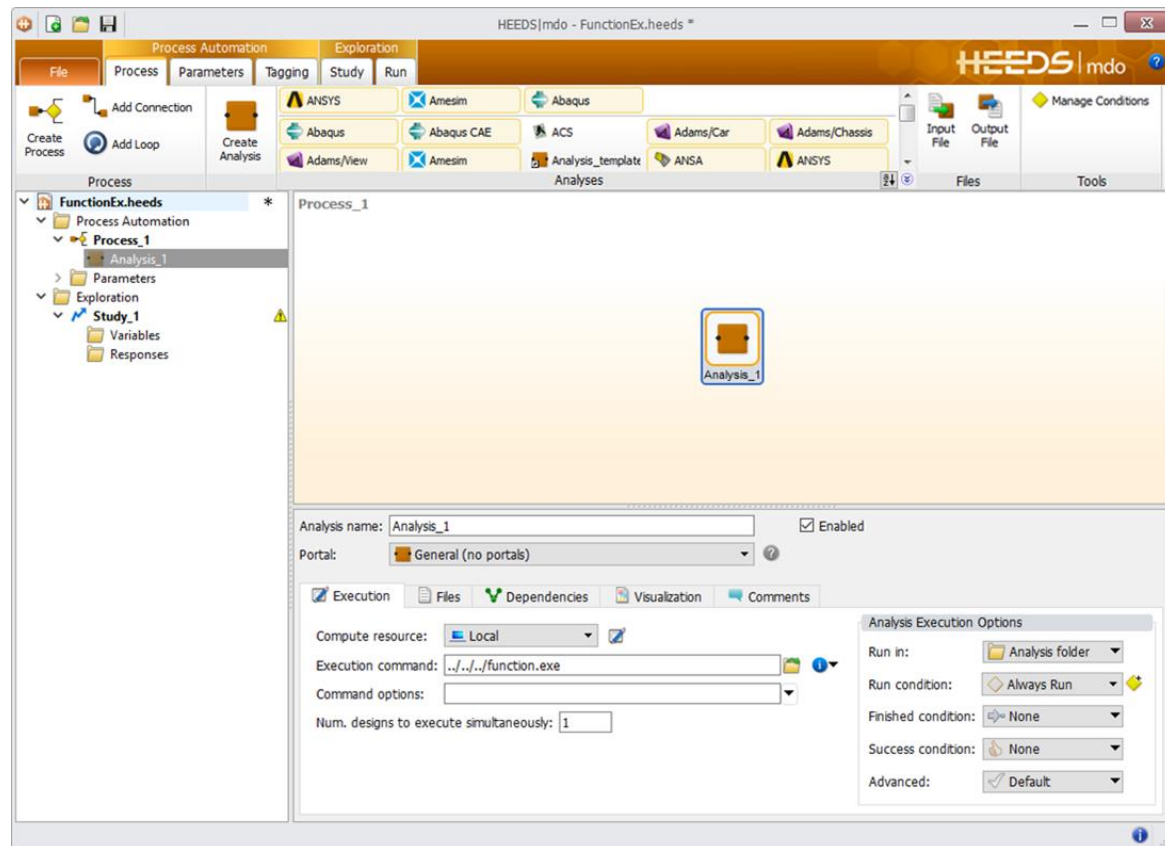 HEEDS|mdo - FunctionEx.heeds *
Process Automation Exploration
File Process Parameters Tagging Study Run
HEEDS | mdo ?
Create Process
Add Connection
Add Loop
Process
Create Analysis
ANSYS Amesim Abaqus
Abaqus Abaqus CAE ACS Adams/Car Adams/Chassis
Adams/View Amesim Analysis_template ANSA ANSYS
Analyses
Input File
Output File
Files
Manage Conditions
Tools
FunctionEx.heeds *
Process Automation
Process_1
Analysis_1
Parameters
Exploration
Study_1
Variables
Responses
Process_1
Analysis_1
Analysis name: Analysis_1 Enabled
Portal: General (no portals) ?
Execution Files Dependencies Visualization Comments
Compute resource: Local
Execution command: ../../../function.exe
Command options:
Num. designs to execute simultaneously: 1
Analysis Execution Options
Run in: Analysis folder
Run condition: Always Run
Finished condition: None
Success condition: None
Advanced: Default